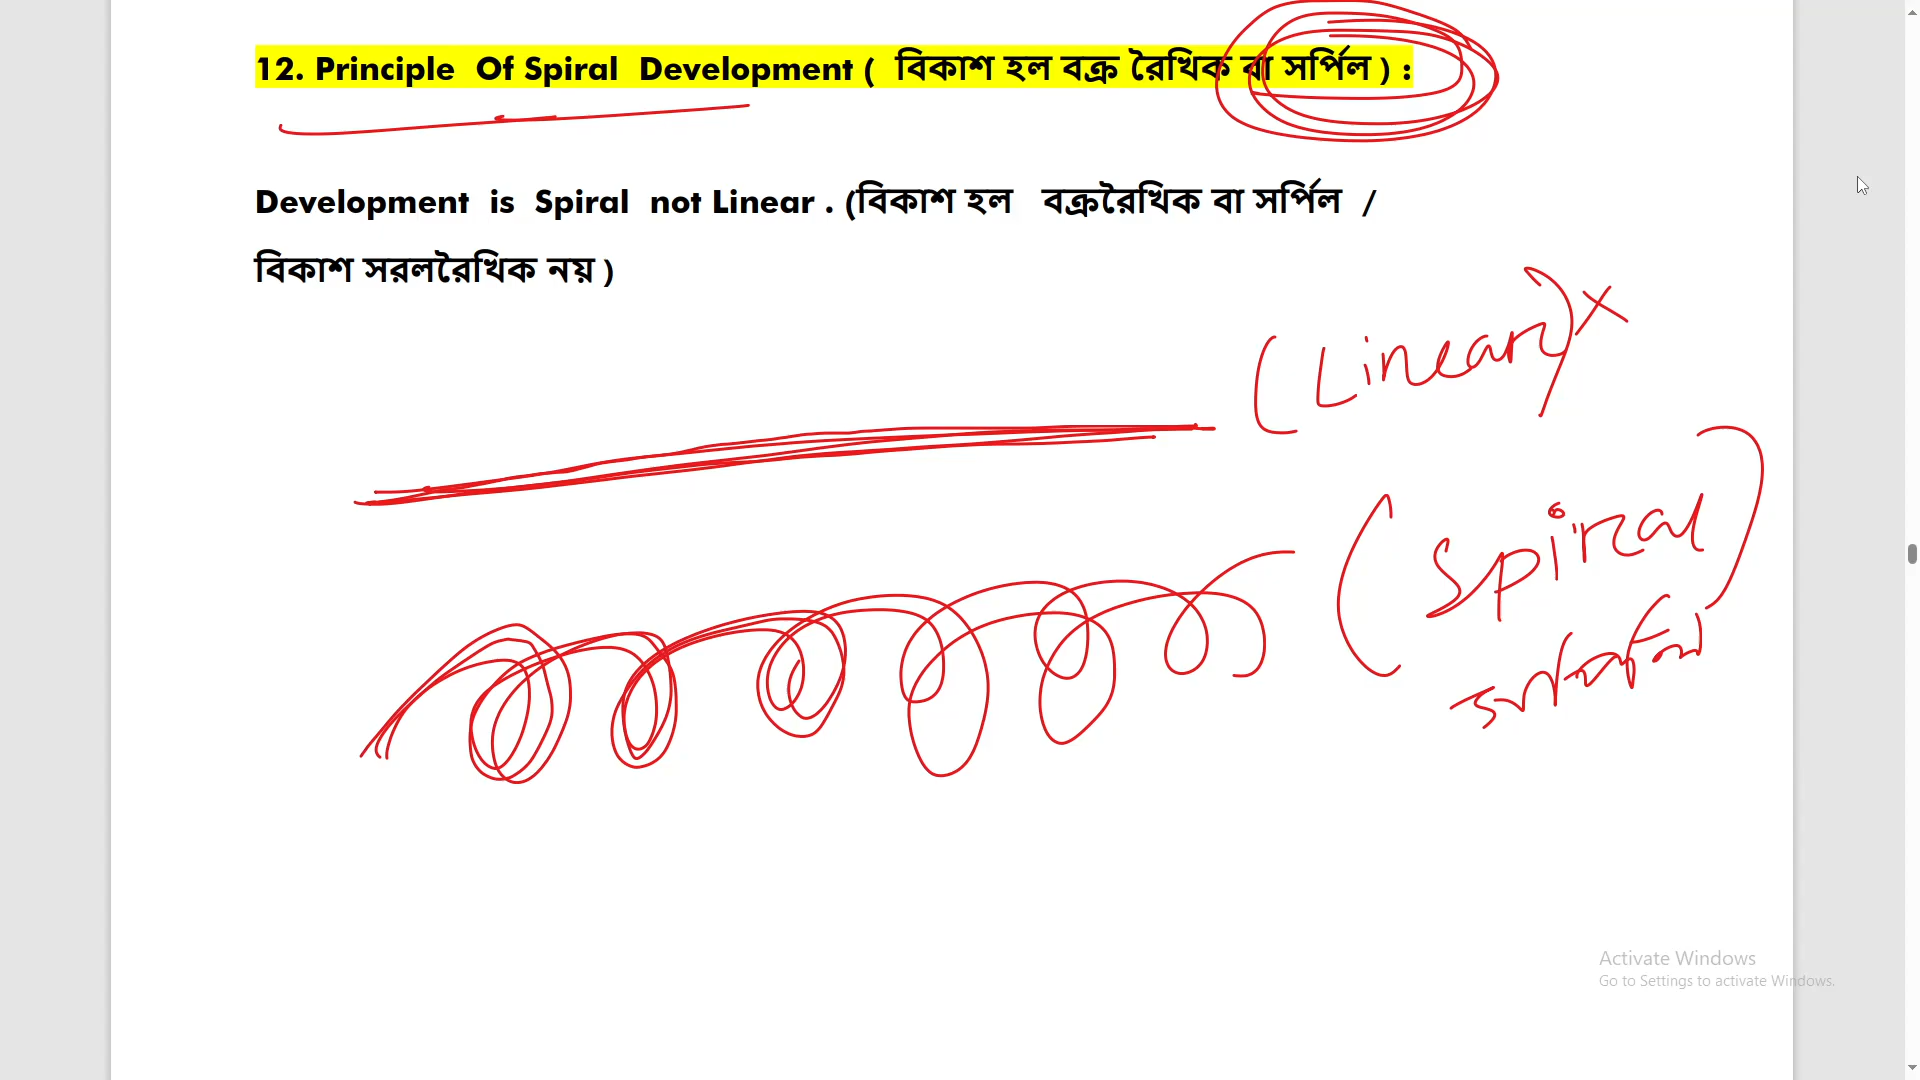 12. Principle Of Spiral Development ( বিকাশ হল বক্র রৈখিক বা সর্পিল ) :
Development is Spiral not Linear . (বিকাশ হল বক্ররৈখিক বা সর্পিল /
বিকাশ সরলরৈখিক নয় )
(Linear) ×
(Spiral
Activate Windows
Go to Settings to activate Windows.